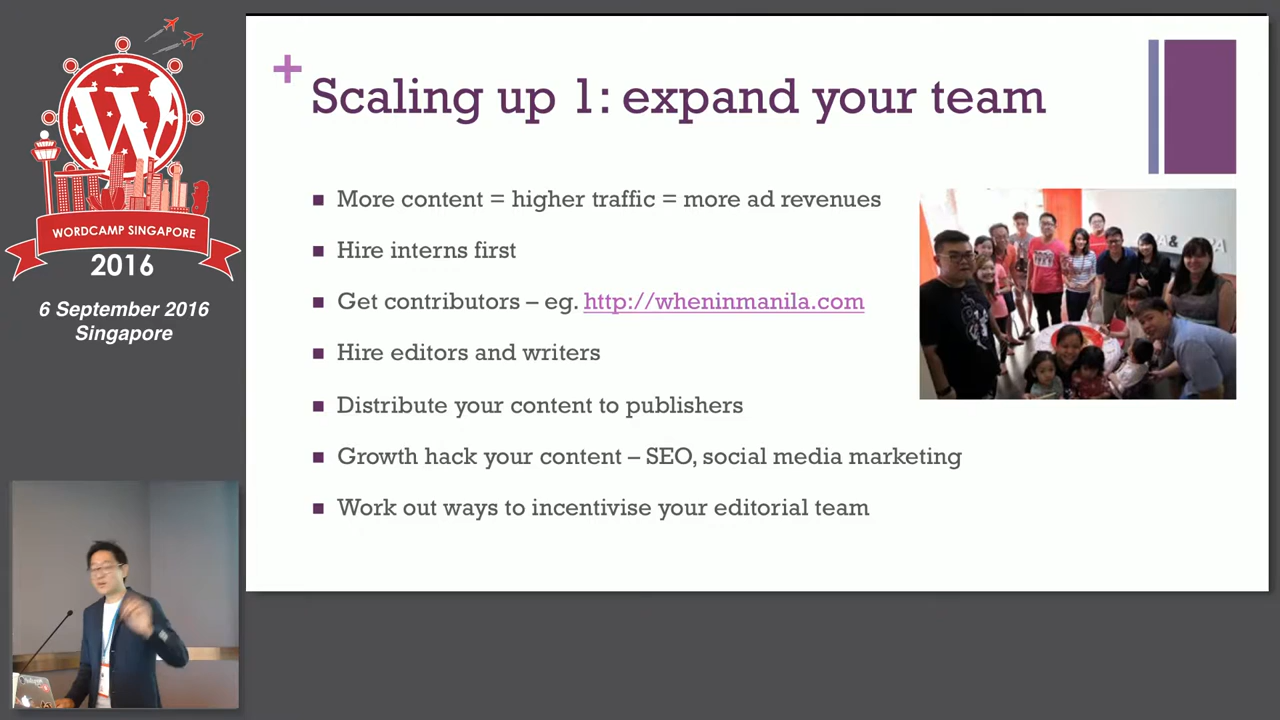 WORDCAMP SINGAPORE
2016
6 September 2016
Singapore
+
Scaling up 1: expand your team
More content = higher traffic = more ad revenues
Hire interns first
Get contributors – eg. http://wheninmanila.com
Hire editors and writers
Distribute your content to publishers
Growth hack your content – SEO, social media marketing
Work out ways to incentivise your editorial team